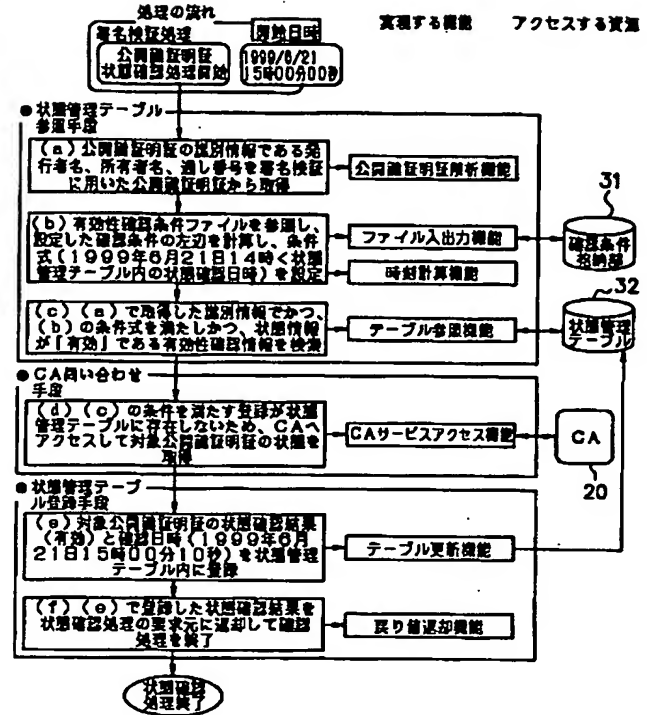 処理の流れ
実現する機能
アクセスする資源
署名検証処理
開始日時
公開鍵証明証
状態確認処理開始
1999/6/21
15時00分00秒
●状態管理テーブル
参照手段
(a)公開鍵証明証の識別情報である発
行者名、所有者名、通し番号を署名検証
に用いた公開鍵証明証から取得
公開鍵証明証解析機能
(b)有効性確認条件ファイルを参照し、
設定した確認条件の左辺を計算し、条件
式(1999年6月21日14時<状態
管理テーブル内の状態確認日時)を設定
ファイル入出力機能
時刻計算機能
31
確認条件
格納部
(c)(a)で取得した識別情報でかつ、
(b)の条件式を満たしかつ、状態情報
が「有効」である有効性確認情報を検索
テーブル参照機能
32
状態管理
テーブル
●CA問い合わせ
手段
(d)(c)の条件を満たす登録が状態
管理テーブルに存在しないため、CAへ
アクセスして対象公開鍵証明証の状態を
取得
CAサービスアクセス機能
CA
20
●状態管理テーブ
ル登録手段
(e)対象公開鍵証明証の状態確認結果
(有効)と確認日時(1999年6月
21日15時00分10秒)を状態管理
テーブル内に登録
テーブル更新機能
(f)(e)で登録した状態確認結果を
状態確認処理の要求元に返却して確認
処理を終了
戻り値返却機能
状態確認
処理終了